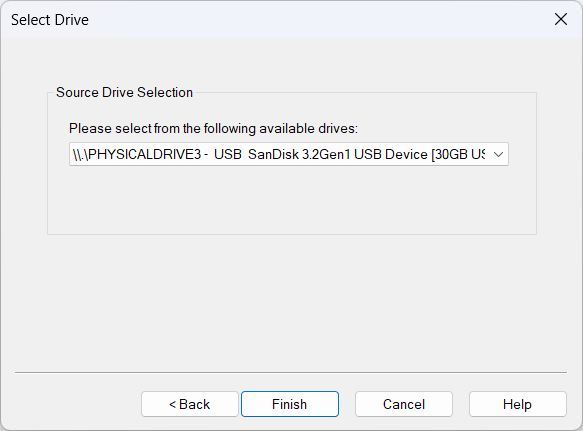 Select Drive
Source Drive Selection
Please select from the following available drives:
\\.\PHYSICALDRIVE3 - USB SanDisk 3.2Gen1 USB Device [30GB US
< Back
Finish
Cancel
Help